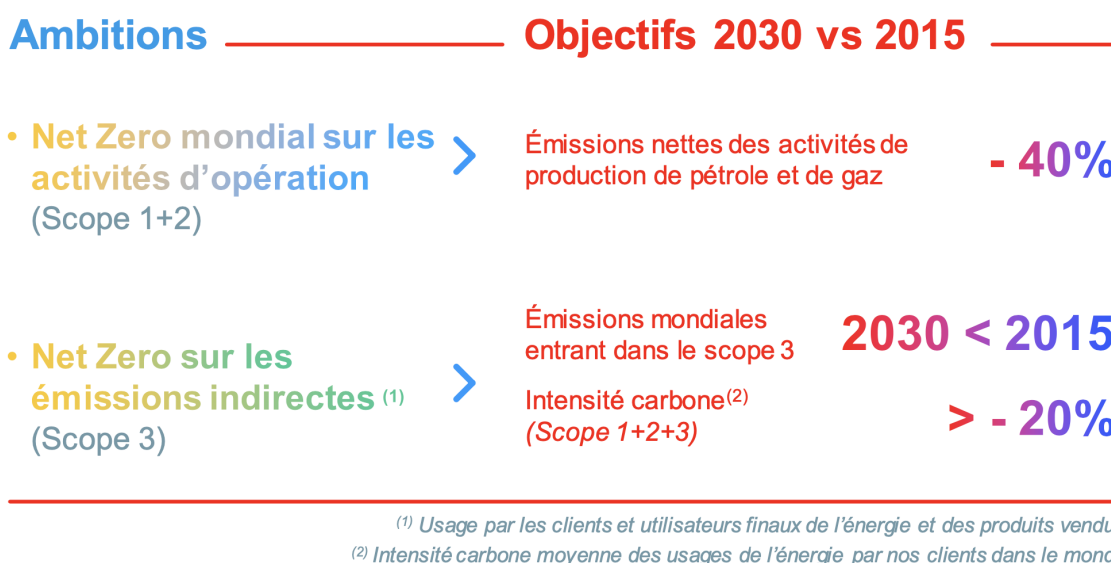 Ambitions
Objectifs 2030 vs 2015
• Net Zero mondial sur les
activités d’opération
(Scope 1+2)
Émissions nettes des activités de
production de pétrole et de gaz
- 40%
• Net Zero sur les
émissions indirectes (1)
(Scope 3)
Émissions mondiales
entrant dans le scope 3
2030 < 2015
Intensité carbone(2)
(Scope 1+2+3)
> - 20%
(1) Usage par les clients et utilisateurs finaux de l’énergie et des produits vendu
(2) Intensité carbone moyenne des usages de l’énergie par nos clients dans le mond